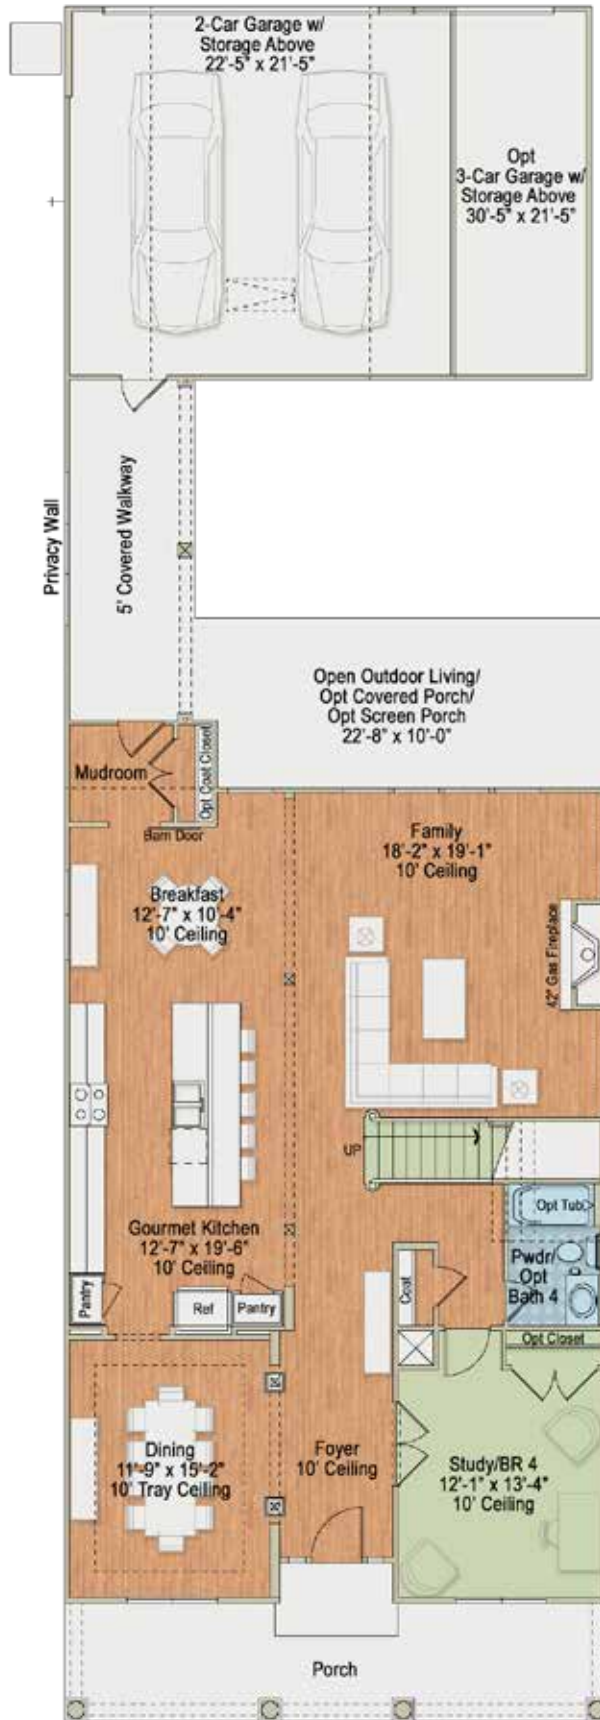 2-Car Garage w/
Storage Above
22'-5" x 21'-5"
Opt
3-Car Garage w/
Storage Above
30'-5" x 21'-5"
Privacy Wall
5' Covered Walkway
Open Outdoor Living/
Opt Covered Porch/
Opt Screen Porch
22'-8" x 10'-0"
Mudroom
Opt Coat Closet
Barn Door
Family
18'-2" x 19'-1"
10' Ceiling
Breakfast
12'-7" x 10'-4"
10' Ceiling
42" Gas Fireplace
UP
Opt Tub
Gourmet Kitchen
12'-7" x 19'-6"
10' Ceiling
Pwdr/
Opt
Bath 4
Pantry
Ref
Pantry
Coat
Opt Closet
Dining
11'-9" x 15'-2"
10' Tray Ceiling
Foyer
10' Ceiling
Study/BR 4
12'-1" x 13'-4"
10' Ceiling
Porch